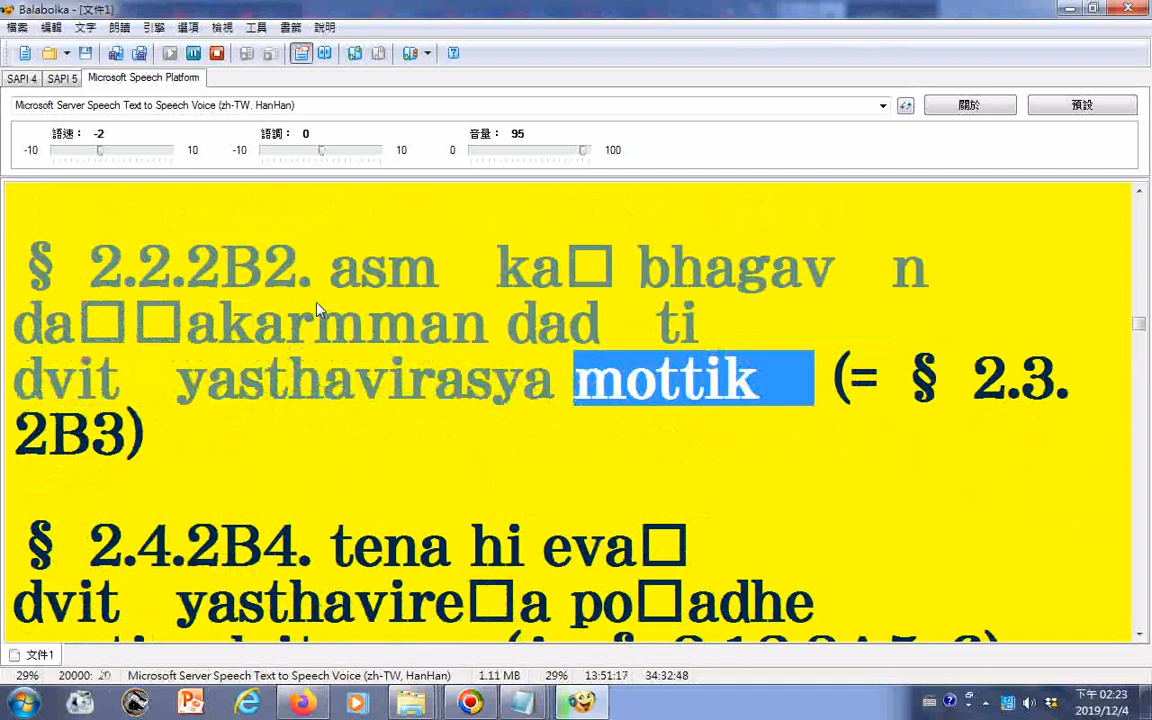 Balabolka - [文件1]
檔案 編輯 文字 朗讀 引擎 選項 檢視 工具 書籤 說明
SAPI 4 SAPI 5 Microsoft Speech Platform
Microsoft Server Speech Text to Speech Voice (zh-TW, HanHan) 關於 預設
語速： -2 語調： 0 音量： 95
-10 10 -10 10 0 100
§ 2.2.2B2. asm ka□ bhagav n
da□□akarmman dad ti
dvit yasthavirasya mottik (= § 2.3.
2B3)
§ 2.4.2B4. tena hi eva□
dvit yasthavire□a po□adhe
文件1
29% Microsoft Server Speech Text to Speech Voice (zh-TW, HanHan) 1.11 MB 29% 13:51:17 34:32:48
下午 02:23
2019/12/4